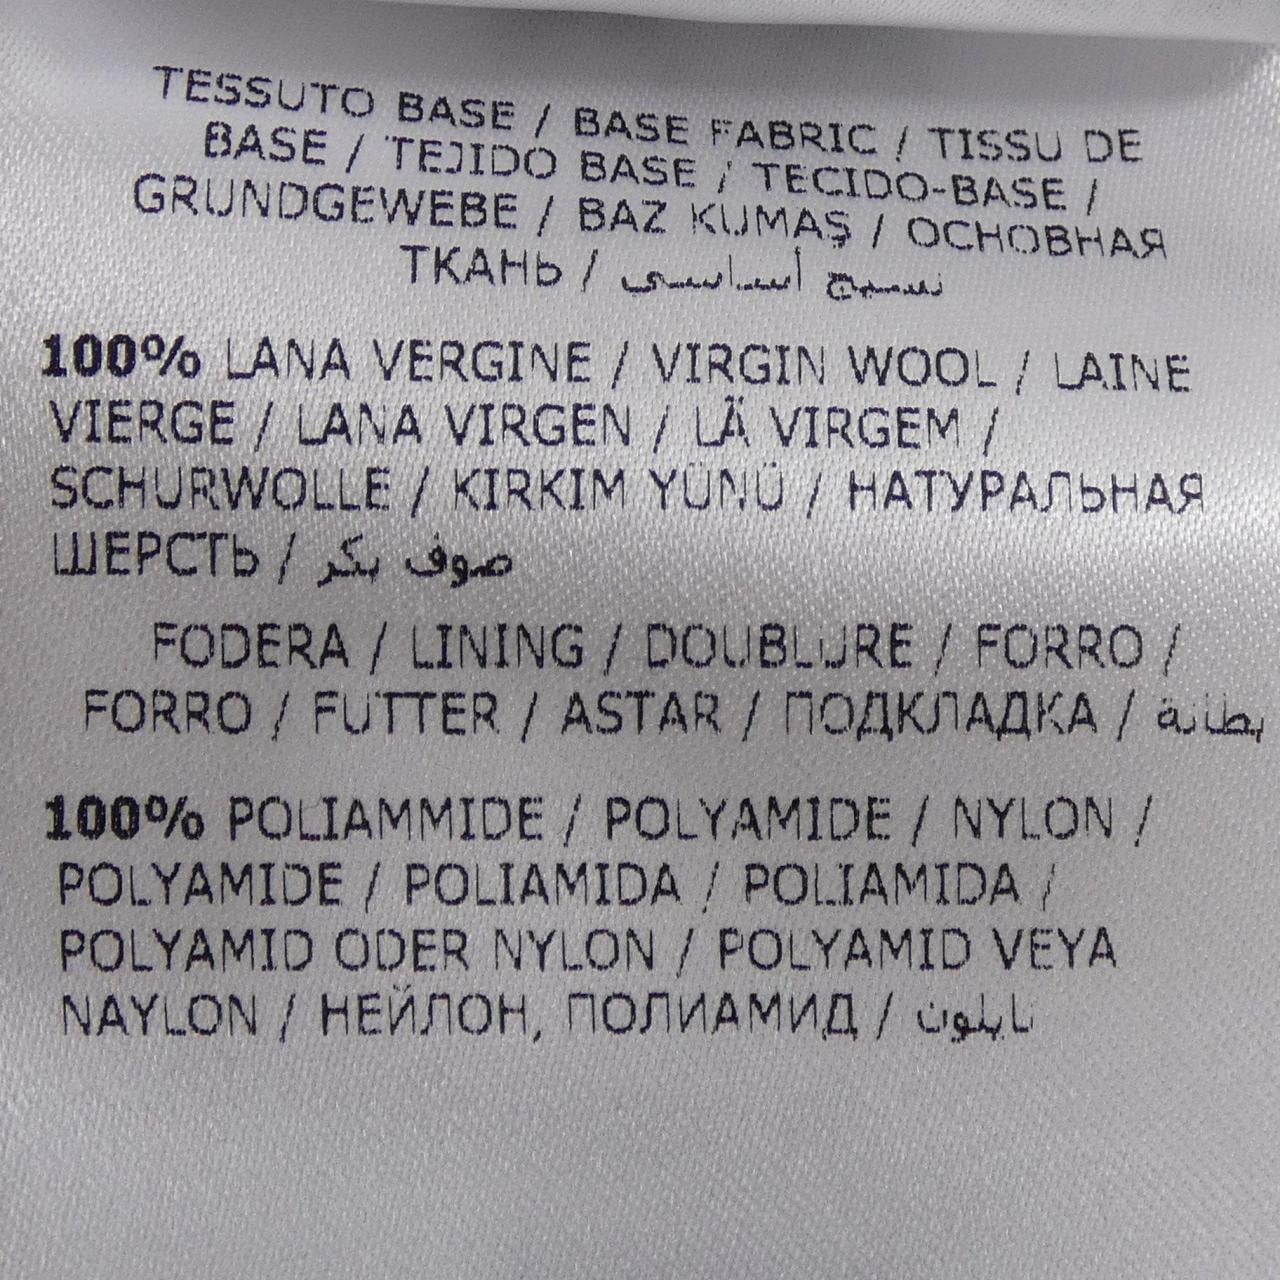 TESSUTO BASE / BASE FABRIC / TISSU DE
BASE / TEJIDO BASE / TECIDO-BASE /
GRUNDGEWEBE / BAZ KUMAŞ / ОСНОВНАЯ
ТКАНЬ / نسيج أساسى
100% LANA VERGINE / VIRGIN WOOL / LAINE
VIERGE / LANA VIRGEN / LÄ VIRGEM /
SCHURWOLLE / KIRKIM YÜNÜ / НАТУРАЛЬНАЯ
ШЕРСТЬ / صوف بكر
FODERA / LINING / DOUBLURE / FORRO /
FORRO / FUTTER / ASTAR / ПОДКЛАДКА / بطانة
100% POLIAMMIDE / POLYAMIDE / NYLON /
POLYAMIDE / POLIAMIDA / POLIAMIDA /
POLYAMID ODER NYLON / POLYAMID VEYA
NAYLON / НЕЙЛОН, ПОЛИАМИД / نايلون